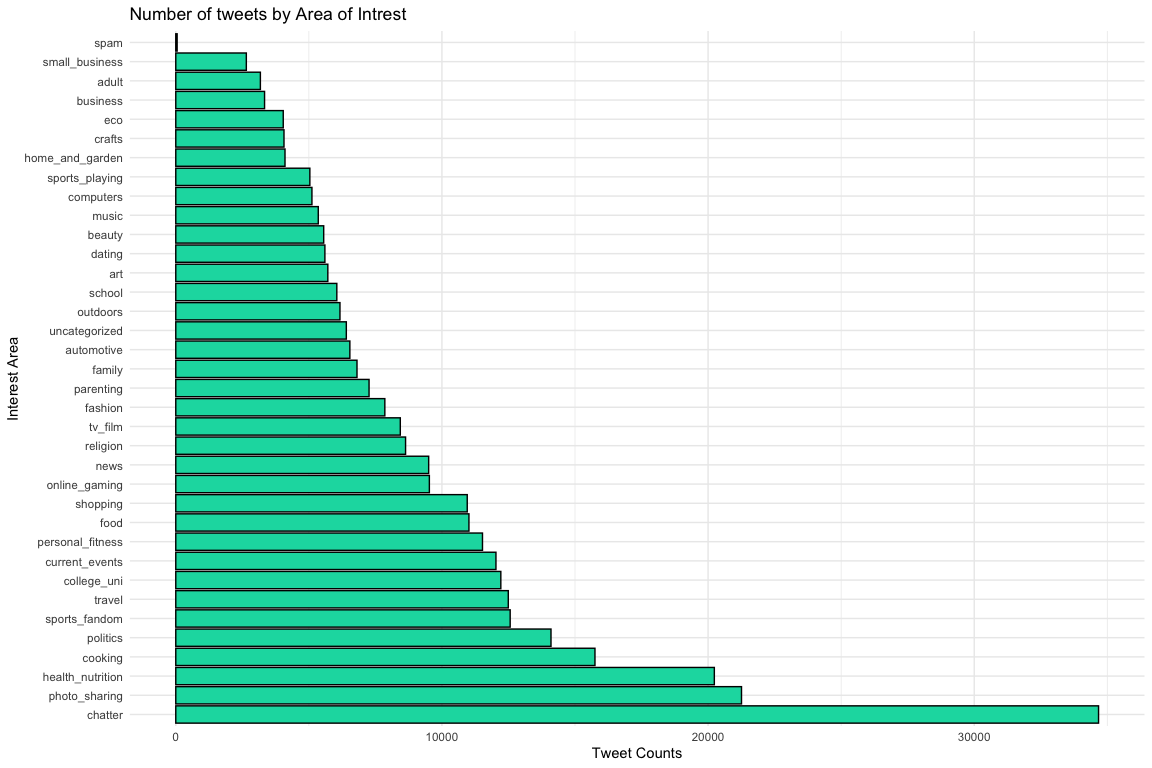 Number of tweets by Area of Intrest
spam
small_business
adult
business
eco
crafts
home_and_garden
sports_playing
computers
music
beauty
dating
art
school
outdoors
uncategorized
automotive
family
parenting
fashion
tv_film
religion
news
online_gaming
shopping
food
personal_fitness
current_events
college_uni
travel
sports_fandom
politics
cooking
health_nutrition
photo_sharing
chatter
Interest Area
0 10000 20000 30000
Tweet Counts